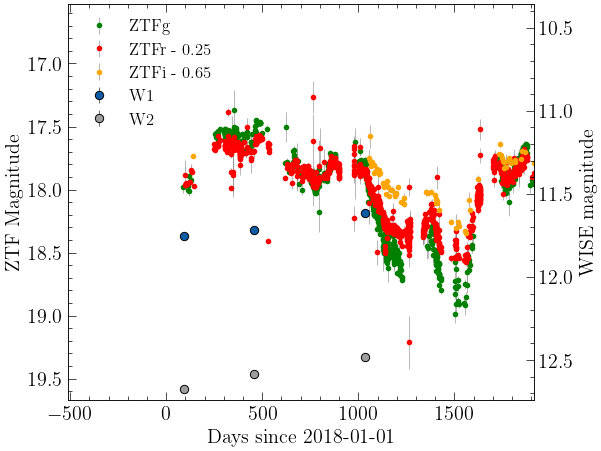 ZTFg
ZTFr - 0.25
ZTFi - 0.65
W1
W2
17.0
17.5
18.0
18.5
19.0
19.5
ZTF Magnitude
10.5
11.0
11.5
12.0
12.5
WISE magnitude
−500
0
500
1000
1500
Days since 2018-01-01